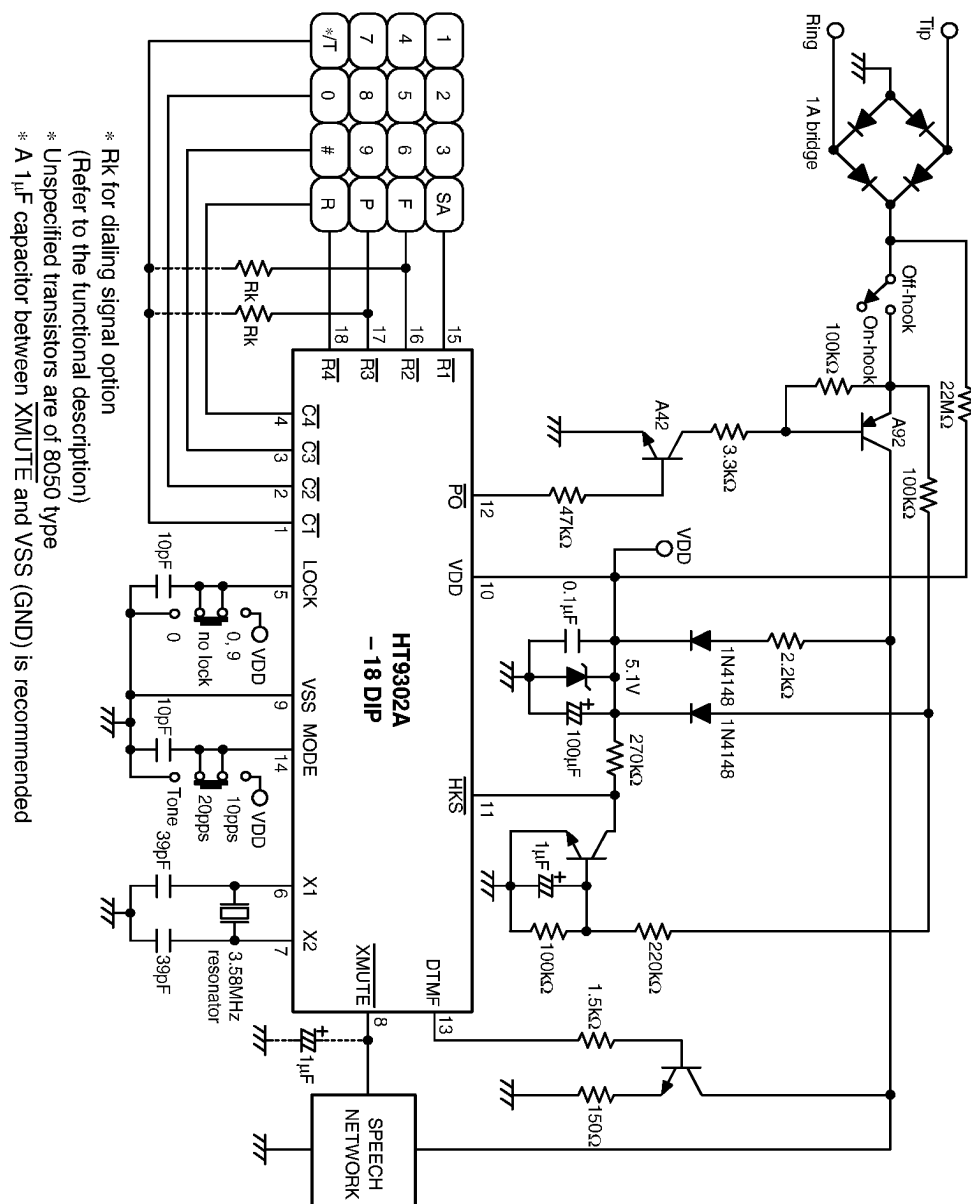 Tip
Ring
1A bridge
Off-hook
On-hook
22MΩ
100kΩ
A92
100kΩ
3.3kΩ
A42
47kΩ
VDD
2.2kΩ
1N4148
1N4148
0.1µF
5.1V
+
100µF
270kΩ
+
1µF
220kΩ
100kΩ
1.5kΩ
150Ω
1 2 3 SA
4 5 6 F
7 8 9 P
*/T 0 # R
Rk
Rk
15 16 17 18
R1 R2 R3 R4
12 10 11 13
PO VDD HKS DTMF
HT9302A
– 18 DIP
C4 C3 C2 C1 LOCK VSS MODE X1 X2 XMUTE
4 3 2 1 5 9 14 6 7 8
10pF
VDD
0, 9
no lock
0
10pF
VDD
10pps
20pps
Tone
39pF
39pF
3.58MHz
resonator
+
1µF
SPEECH
NETWORK
* Rk for dialing signal option
(Refer to the functional description)
* Unspecified transistors are of 8050 type
* A 1µF capacitor between XMUTE and VSS (GND) is recommended